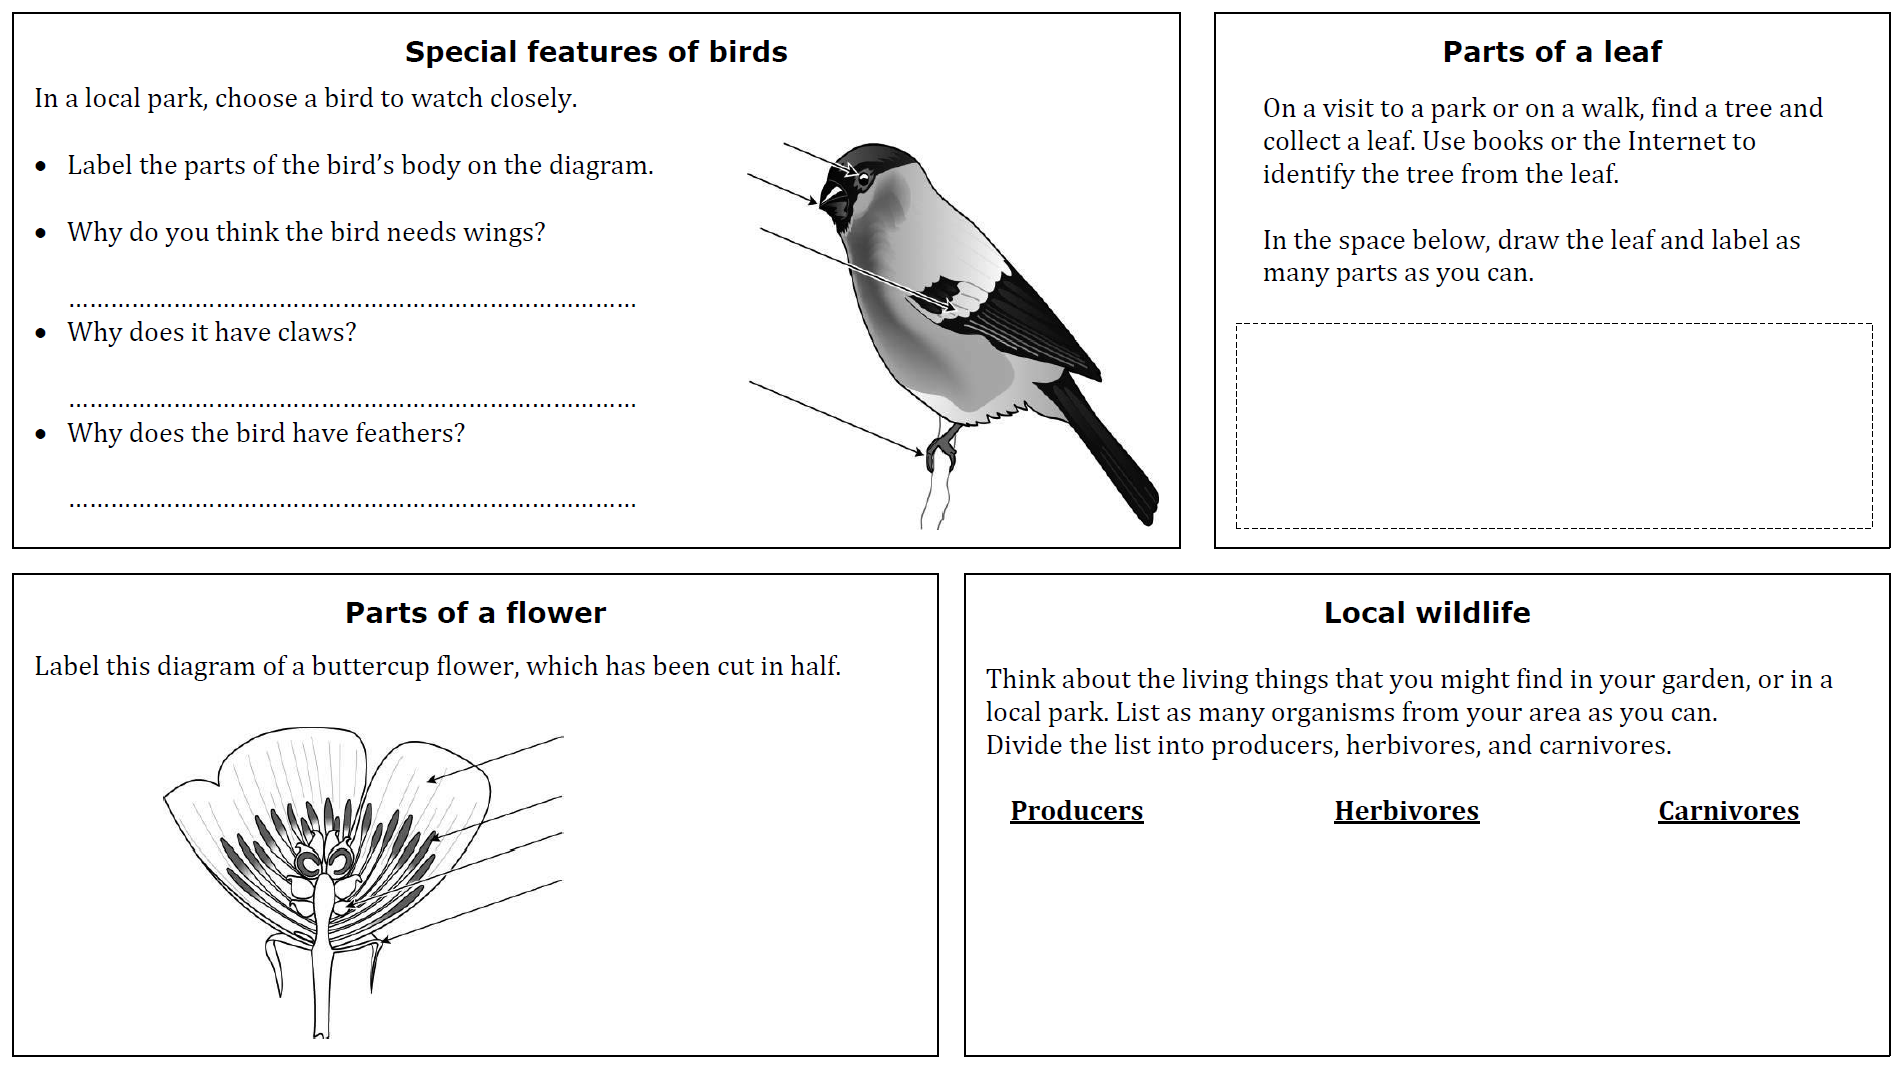 Special features of birds
In a local park, choose a bird to watch closely.
• Label the parts of the bird’s body on the diagram.
• Why do you think the bird needs wings?
………………………………………………………………………
• Why does it have claws?
………………………………………………………………………
• Why does the bird have feathers?
………………………………………………………………………
Parts of a leaf
On a visit to a park or on a walk, find a tree and
collect a leaf. Use books or the Internet to
identify the tree from the leaf.
In the space below, draw the leaf and label as
many parts as you can.
Parts of a flower
Label this diagram of a buttercup flower, which has been cut in half.
Local wildlife
Think about the living things that you might find in your garden, or in a
local park. List as many organisms from your area as you can.
Divide the list into producers, herbivores, and carnivores.
Producers Herbivores Carnivores